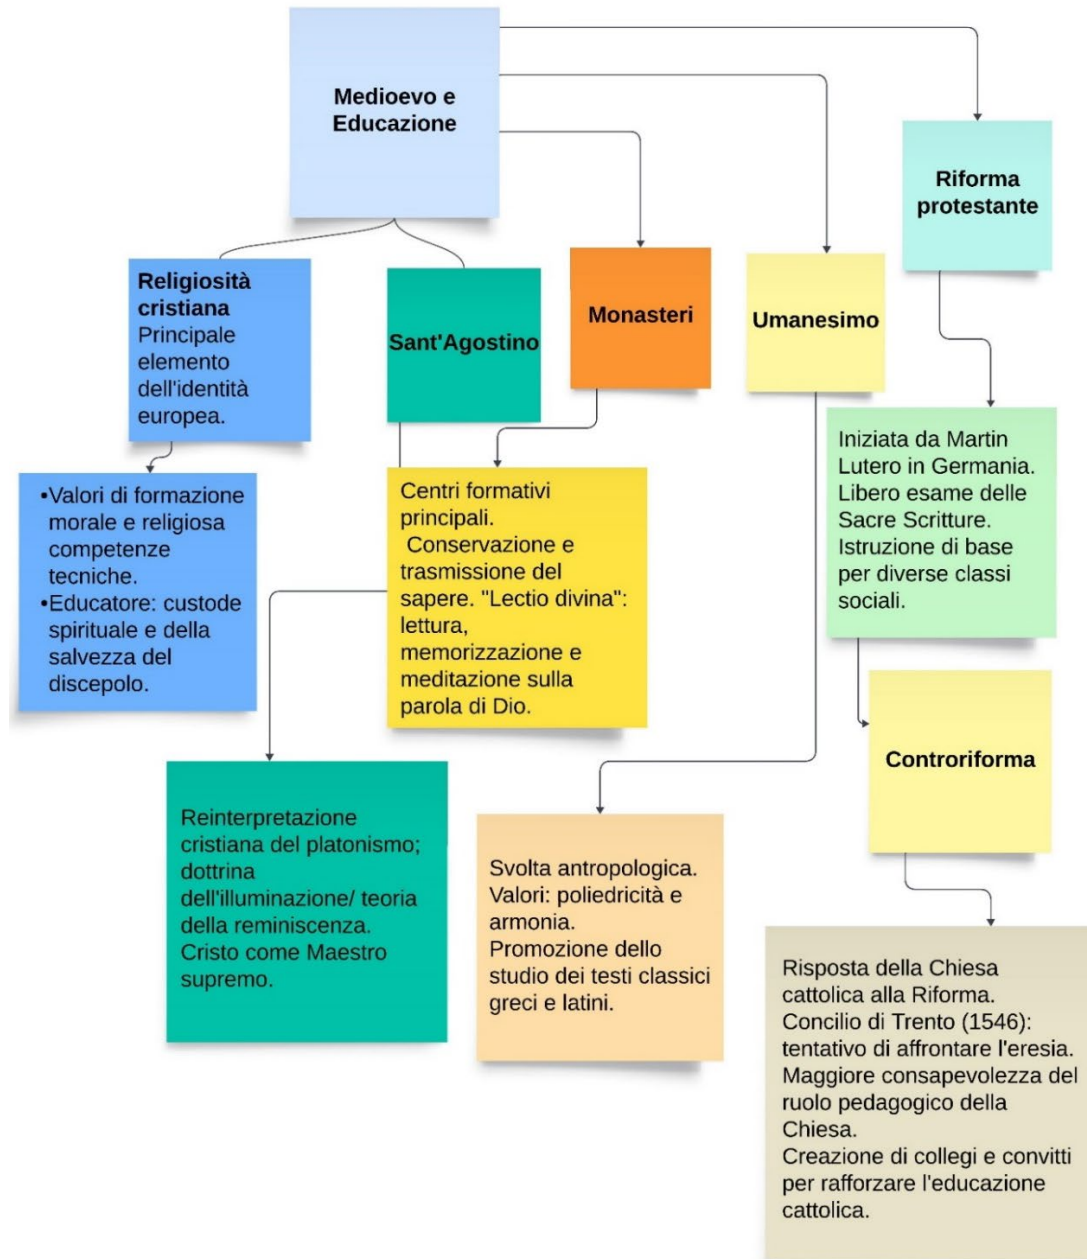 Medioevo e
Educazione
Riforma
protestante
Religiosità
cristiana
Principale
elemento
dell'identità
europea.
Sant'Agostino
Monasteri
Umanesimo
•Valori di formazione
morale e religiosa
competenze
tecniche.
•Educatore: custode
spirituale e della
salvezza del
discepolo.
Centri formativi
principali.
Conservazione e
trasmissione del
sapere. "Lectio divina":
lettura,
memorizzazione e
meditazione sulla
parola di Dio.
Iniziata da Martin
Lutero in Germania.
Libero esame delle
Sacre Scritture.
Istruzione di base
per diverse classi
sociali.
Controriforma
Reinterpretazione
cristiana del platonismo;
dottrina
dell'illuminazione/ teoria
della reminiscenza.
Cristo come Maestro
supremo.
Svolta antropologica.
Valori: poliedricità e
armonia.
Promozione dello
studio dei testi classici
greci e latini.
Risposta della Chiesa
cattolica alla Riforma.
Concilio di Trento (1546):
tentativo di affrontare l'eresia.
Maggiore consapevolezza del
ruolo pedagogico della
Chiesa.
Creazione di collegi e convitti
per rafforzare l'educazione
cattolica.